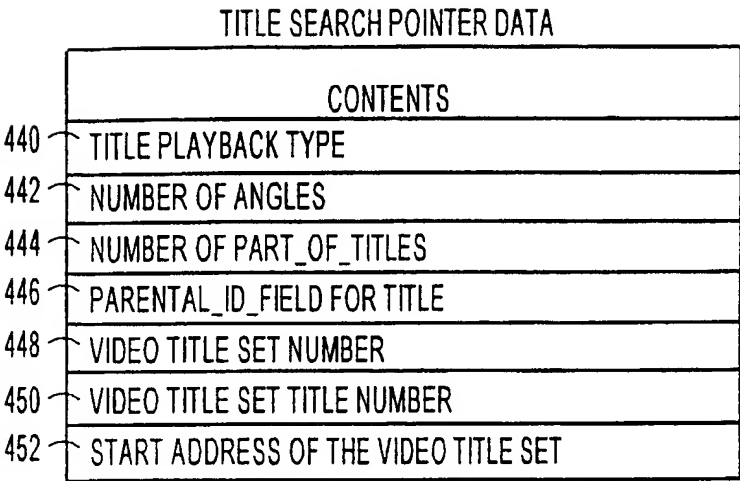 TITLE SEARCH POINTER DATA
CONTENTS
440 TITLE PLAYBACK TYPE
442 NUMBER OF ANGLES
444 NUMBER OF PART_OF_TITLES
446 PARENTAL_ID_FIELD FOR TITLE
448 VIDEO TITLE SET NUMBER
450 VIDEO TITLE SET TITLE NUMBER
452 START ADDRESS OF THE VIDEO TITLE SET